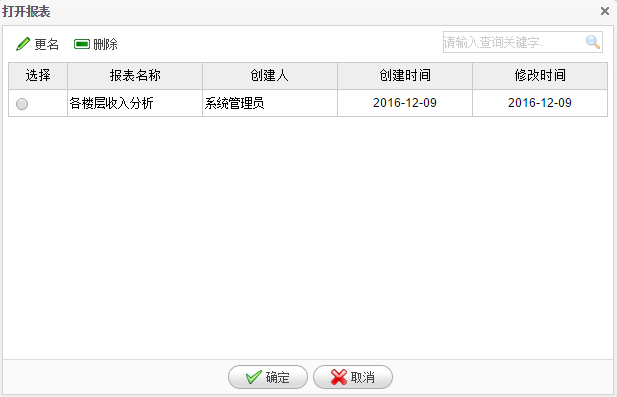 打开报表
更名 删除 请输入查询关键字.
选择 报表名称 创建人 创建时间 修改时间
各楼层收入分析 系统管理员 2016-12-09 2016-12-09
确定 取消